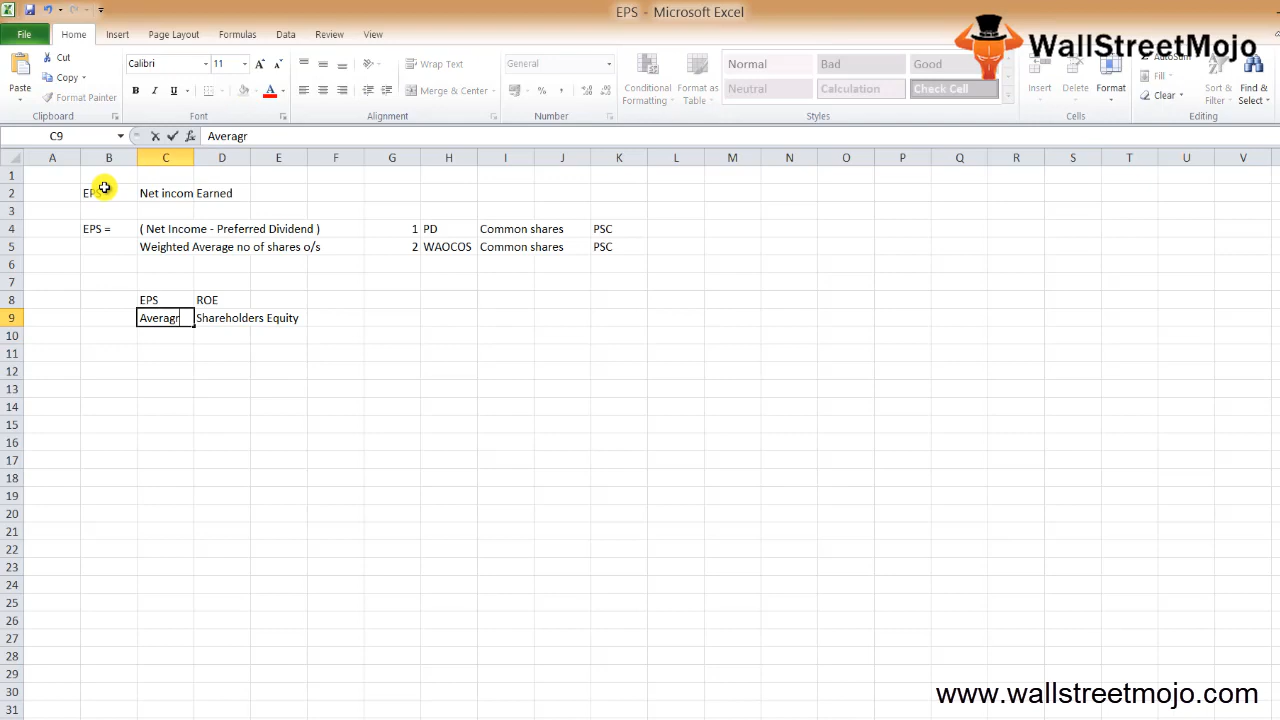 EPS - Microsoft Excel
File Home Insert Page Layout Formulas Data Review View
WallStreetMojo
Paste
Cut
Copy
Format Painter
Clipboard
Calibri 11
B I U
Font
Wrap Text
Merge & Center
Alignment
General
%
Number
Conditional Formatting
Format as Table
Normal Bad Good
Neutral Calculation Check Cell
Styles
Insert Delete Format
Cells
AutoSum
Fill
Clear
Sort & Filter
Find & Select
Editing
C9 fx Averagr
A B C D E F G H I J K L M N O P Q R S T U V
1
2 Net incom Earned
3
4 EPS = ( Net Income - Preferred Dividend ) 1 PD Common shares PSC
5 Weighted Average no of shares o/s 2 WAOCOS Common shares PSC
6
7
8 EPS ROE
9 Averagr Shareholders Equity
10
11
12
13
14
15
16
17
18
19
20
21
22
23
24
25
26
27
28
29
30
31
www.wallstreetmojo.com